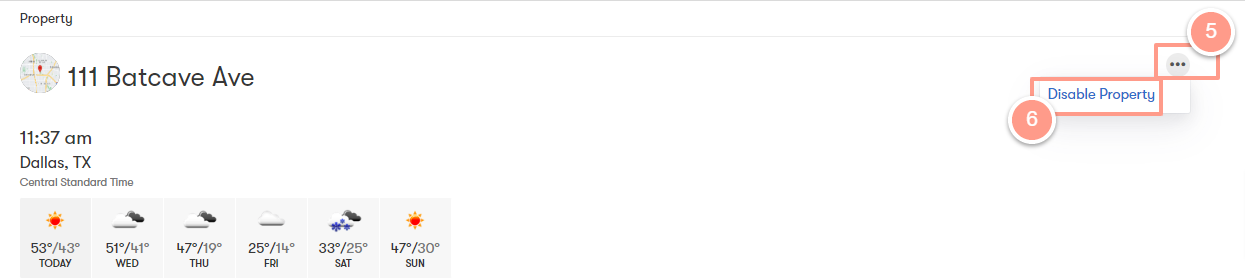 Property
5
111 Batcave Ave
•••
Disable Property
6
11:37 am
Dallas, TX
Central Standard Time
53°/43° 51°/41° 47°/19° 25°/14° 33°/25° 47°/30°
TODAY WED THU FRI SAT SUN